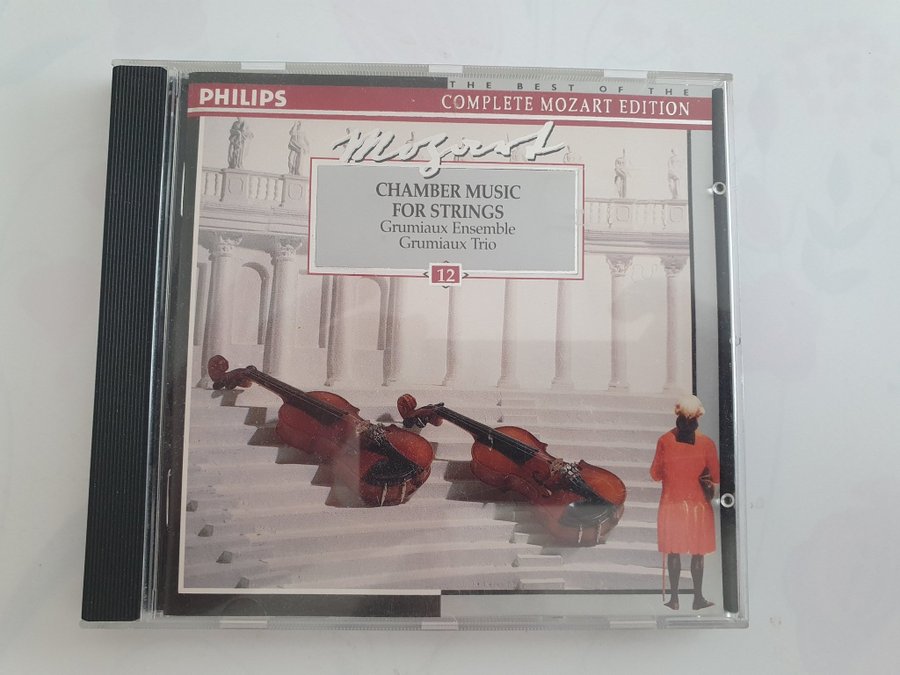 THE BEST OF THE
PHILIPS
COMPLETE MOZART EDITION
Mozart
CHAMBER MUSIC
FOR STRINGS
Grumiaux Ensemble
Grumiaux Trio
12